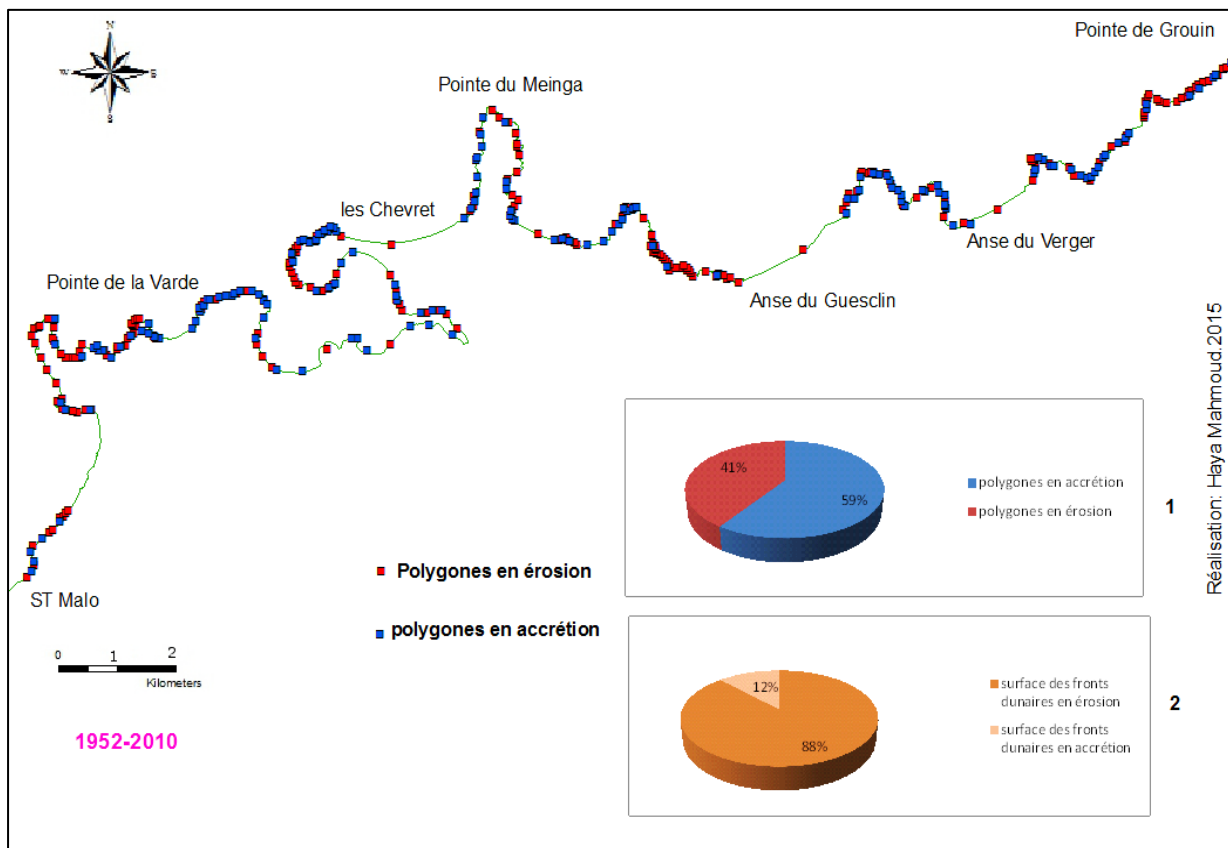 Pointe de Grouin
N
W
E
S
Pointe du Meinga
les Chevret
Anse du Verger
Pointe de la Varde
Anse du Guesclin
Réalisation: Haya Mahmoud.2015
41%
59%
polygones en accrétion
polygones en érosion
1
Polygones en érosion
polygones en accrétion
ST Malo
0 1 2
Kilometers
1952-2010
12%
88%
surface des fronts
dunaires en érosion
surface des fronts
dunaires en accrétion
2